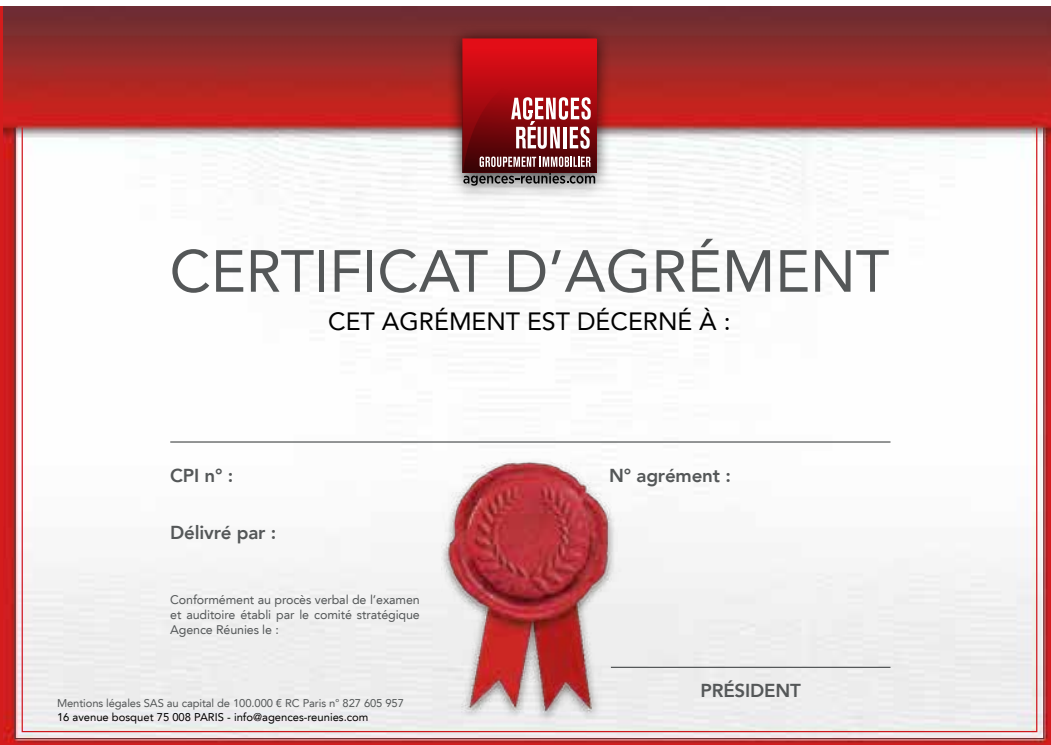 AGENCES
RÉUNIES
GROUPEMENT IMMOBILIER
agences-reunies.com
CERTIFICAT D’AGRÉMENT
CET AGRÉMENT EST DÉCERNÉ À :
CPI n° :
N° agrément :
Délivré par :
Conformément au procès verbal de l’examen
et auditoire établi par le comité stratégique
Agence Réunies le :
PRÉSIDENT
Mentions légales SAS au capital de 100.000 € RC Paris n° 827 605 957
16 avenue bosquet 75 008 PARIS - info@agences-reunies.com